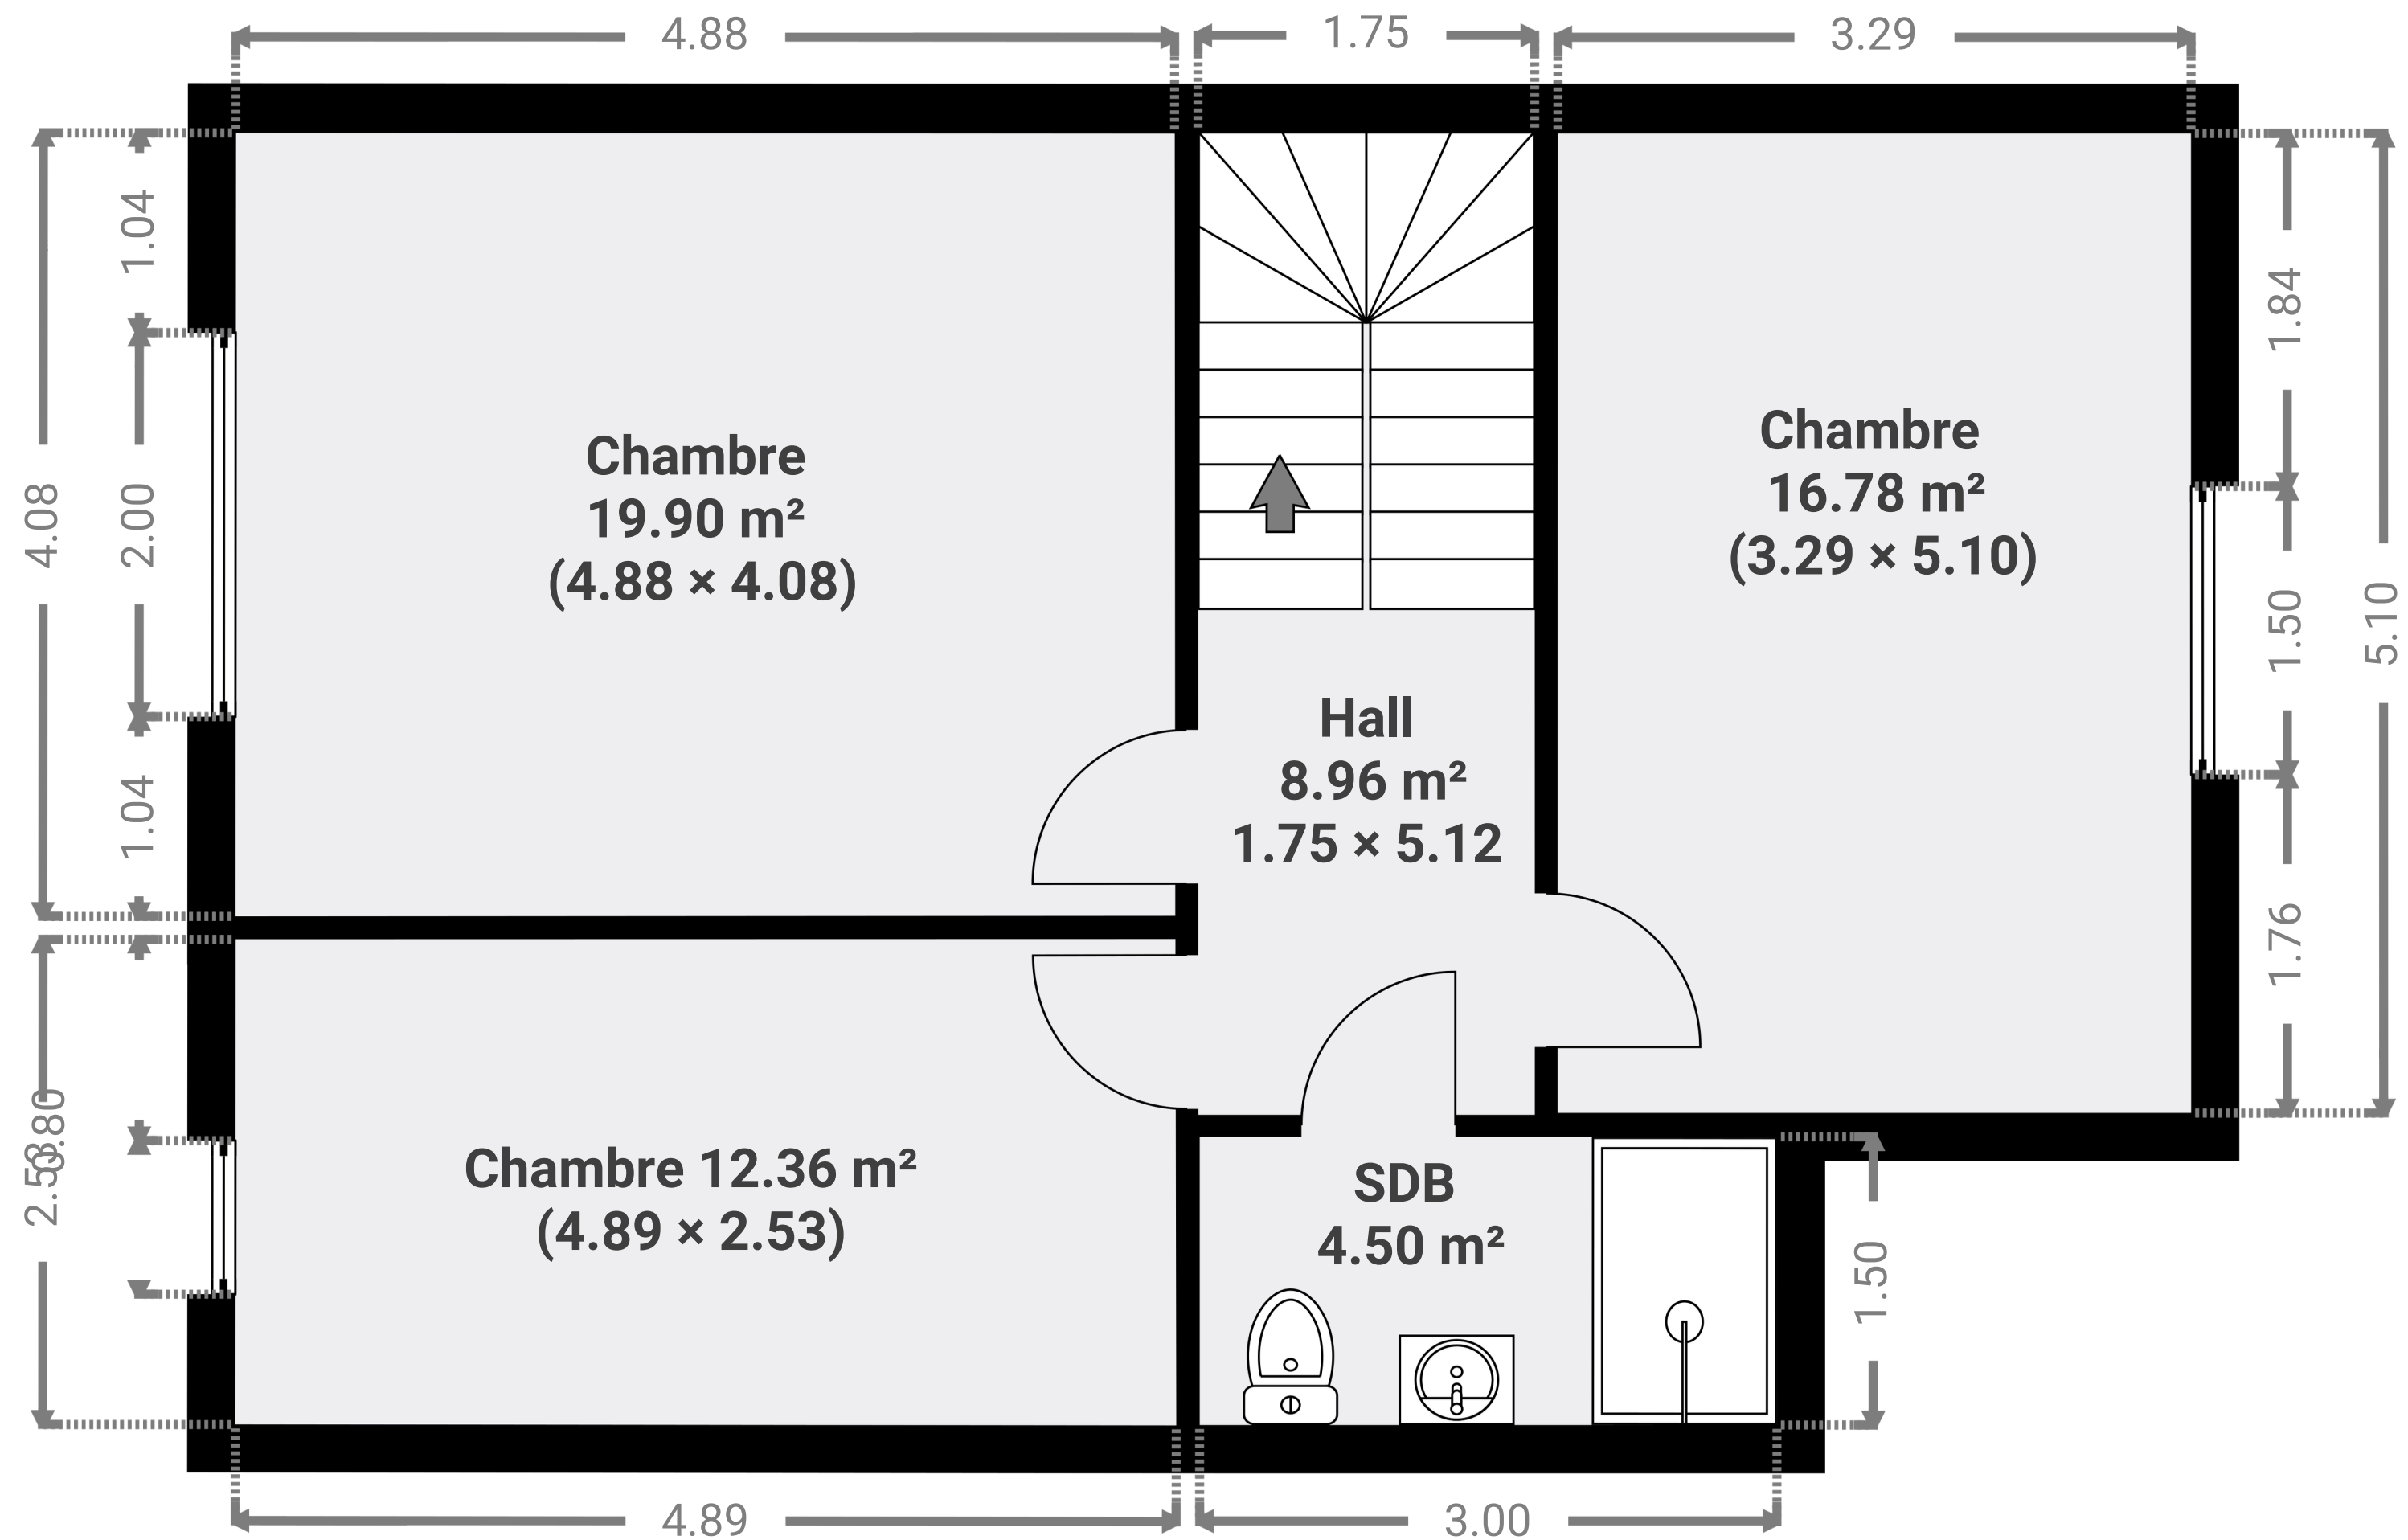 4.88
1.75
3.29
1.04
2.00
4.08
1.04
Chambre
19.90 m²
(4.88 × 4.08)
Chambre
16.78 m²
(3.29 × 5.10)
1.84
1.50
5.10
1.76
Hall
8.96 m²
1.75 × 5.12
2.53
Chambre 12.36 m²
(4.89 × 2.53)
SDB
4.50 m²
1.50
4.89
3.00